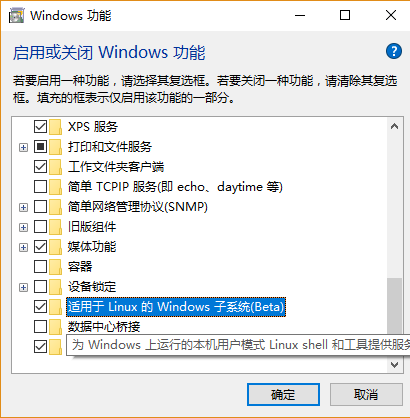 Windows 功能
启用或关闭 Windows 功能
若要启用一种功能，请选择其复选框。若要关闭一种功能，请清除其复选
框。填充的框表示仅启用该功能的一部分。
XPS 服务
打印和文件服务
工作文件夹客户端
简单 TCPIP 服务(即 echo、daytime 等)
简单网络管理协议(SNMP)
旧版组件
媒体功能
容器
设备锁定
适用于 Linux 的 Windows 子系统(Beta)
数据中心桥接
为 Windows 上运行的本机用户模式 Linux shell 和工具提供服务
确定
取消